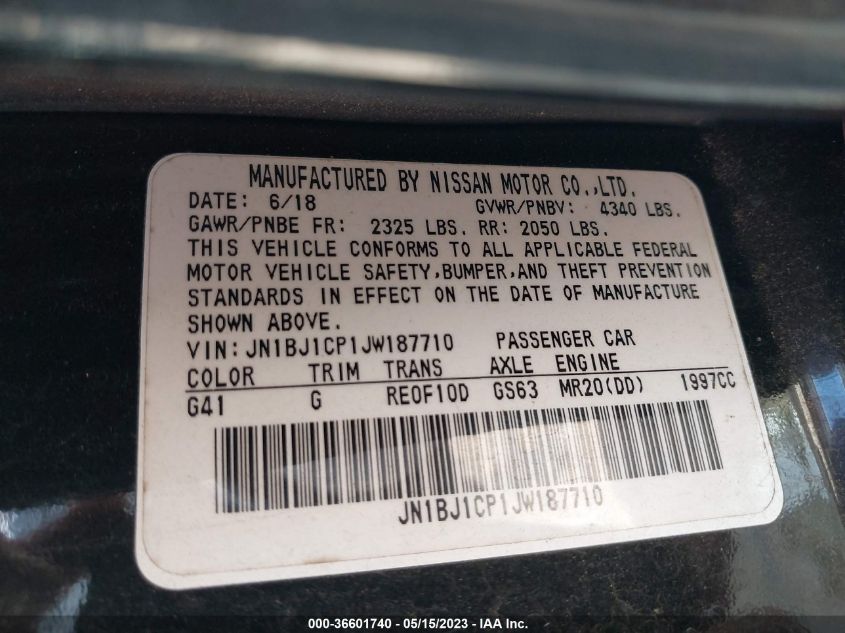 MANUFACTURED BY NISSAN MOTOR CO.,LTD.
DATE: 6/18 GVWR/PNBV: 4340 LBS.
GAWR/PNBE FR: 2325 LBS. RR: 2050 LBS.
THIS VEHICLE CONFORMS TO ALL APPLICABLE FEDERAL
MOTOR VEHICLE SAFETY,BUMPER,AND THEFT PREVENTION
STANDARDS IN EFFECT ON THE DATE OF MANUFACTURE
SHOWN ABOVE.
VIN:JN1BJ1CP1JW187710 PASSENGER CAR
COLOR TRIM TRANS AXLE ENGINE
G41 G RE0F10D GS63 MR20(DD) 1997CC
JN1BJ1CP1JW187710
000-36601740 - 05/15/2023 - © IAA Inc.